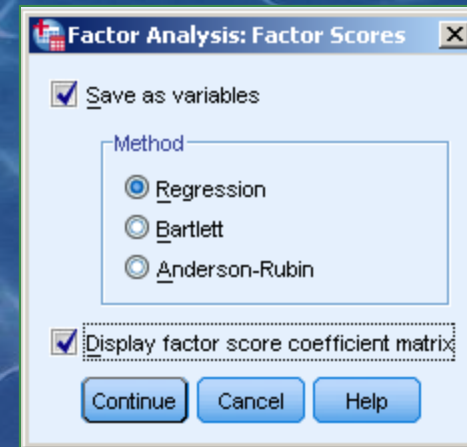 Factor Analysis: Factor Scores
Save as variables
Method
Regression
Bartlett
Anderson-Rubin
Display factor score coefficient matrix
Continue Cancel Help